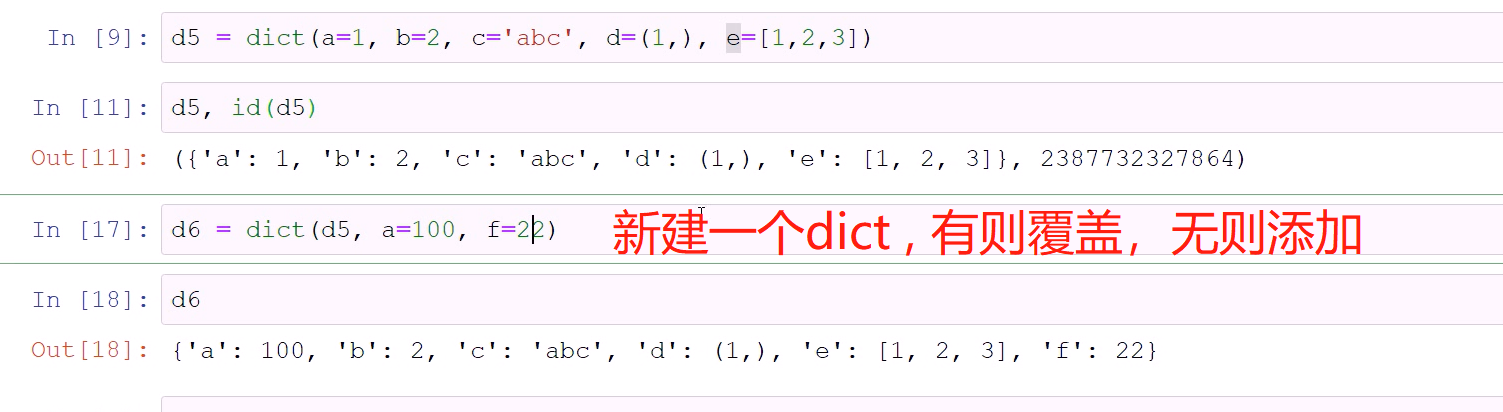 In [9]: d5 = dict(a=1, b=2, c='abc', d=(1,), e=[1,2,3])
In [11]: d5, id(d5)
Out[11]: ({'a': 1, 'b': 2, 'c': 'abc', 'd': (1,), 'e': [1, 2, 3]}, 2387732327864)
In [17]: d6 = dict(d5, a=100, f=22) 新建一个dict , 有则覆盖，无则添加
In [18]: d6
Out[18]: {'a': 100, 'b': 2, 'c': 'abc', 'd': (1,), 'e': [1, 2, 3], 'f': 22}